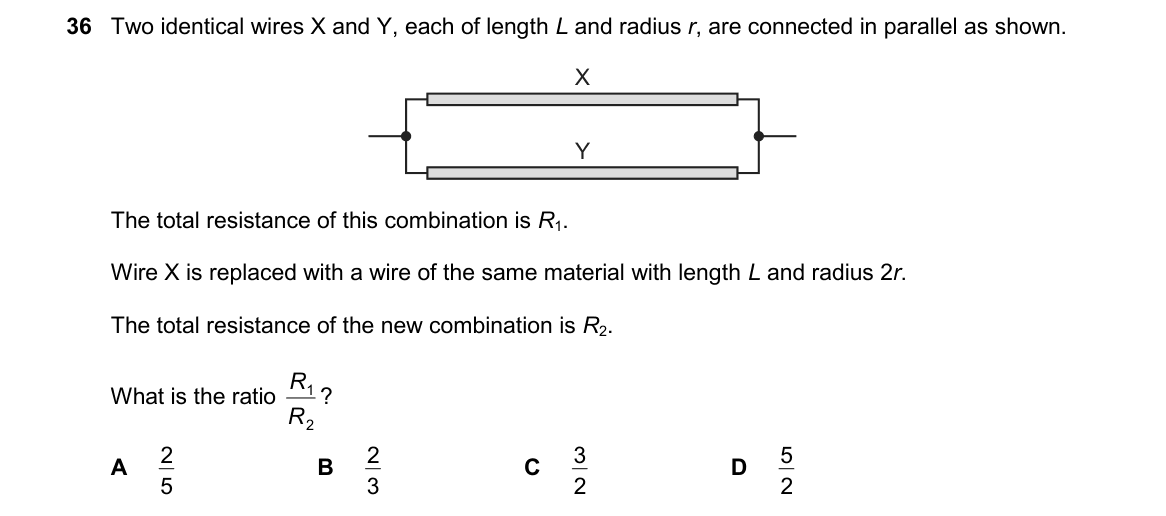 36 Two identical wires X and Y, each of length L and radius r, are connected in parallel as shown.
X
Y
The total resistance of this combination is R₁.
Wire X is replaced with a wire of the same material with length L and radius 2r.
The total resistance of the new combination is R₂.
What is the ratio R₁/R₂?
A 2/5 B 2/3 C 3/2 D 5/2